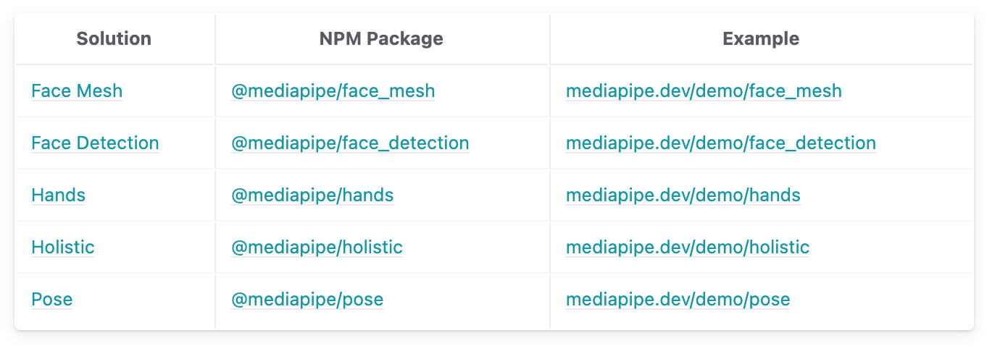 Solution NPM Package Example
Face Mesh @mediapipe/face_mesh mediapipe.dev/demo/face_mesh
Face Detection @mediapipe/face_detection mediapipe.dev/demo/face_detection
Hands @mediapipe/hands mediapipe.dev/demo/hands
Holistic @mediapipe/holistic mediapipe.dev/demo/holistic
Pose @mediapipe/pose mediapipe.dev/demo/pose